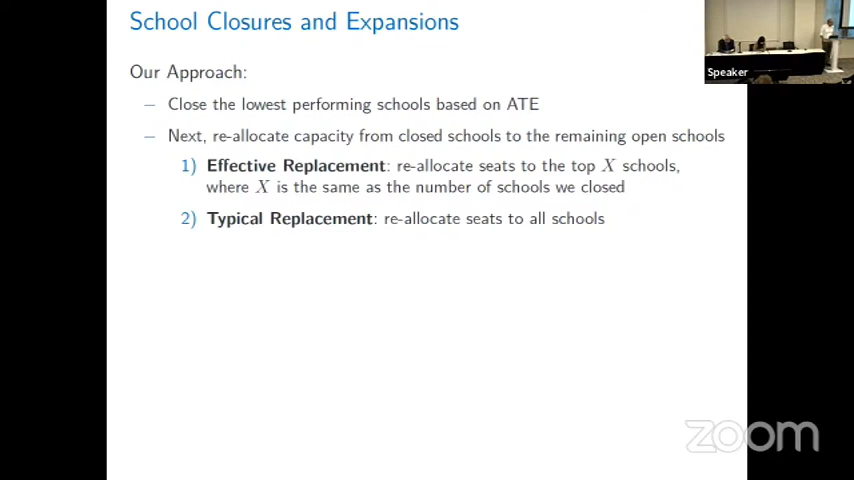 School Closures and Expansions
Speaker
Our Approach:
– Close the lowest performing schools based on ATE
– Next, re-allocate capacity from closed schools to the remaining open schools
1) Effective Replacement: re-allocate seats to the top X schools,
where X is the same as the number of schools we closed
2) Typical Replacement: re-allocate seats to all schools
zoom